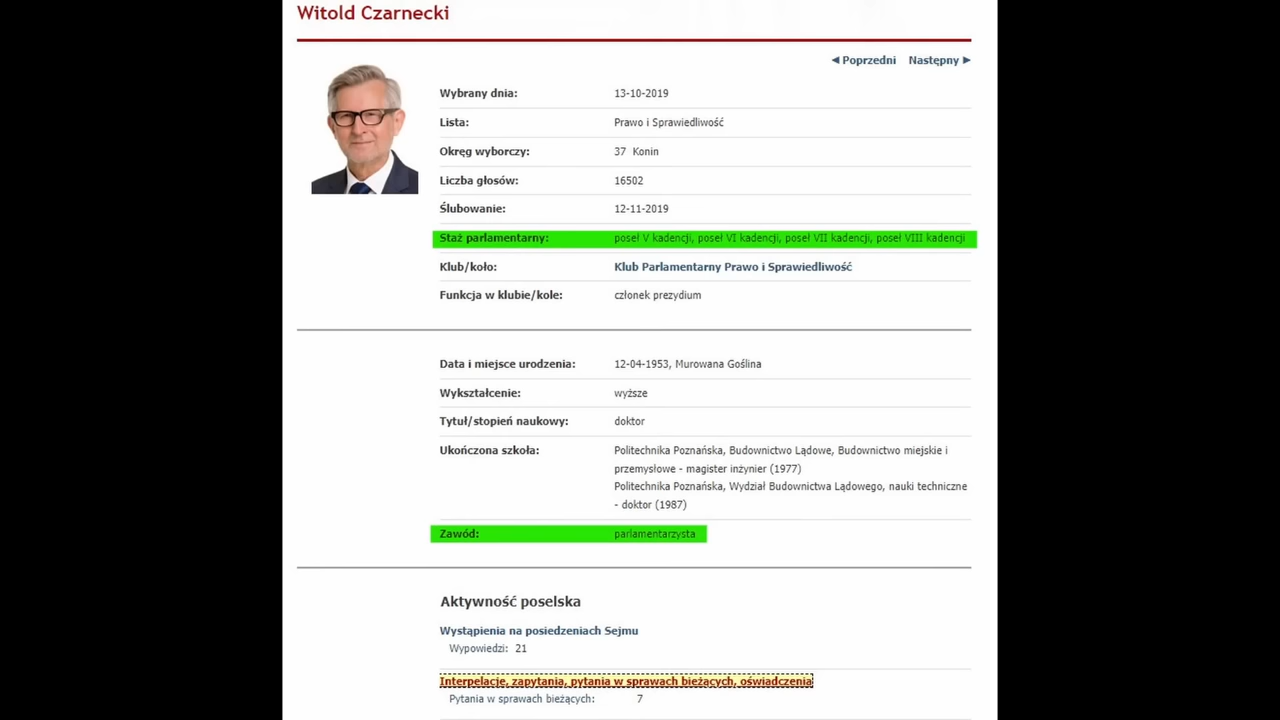 Witold Czarnecki
◀ Poprzedni Następny ▶
Wybrany dnia: 13-10-2019
Lista: Prawo i Sprawiedliwość
Okręg wyborczy: 37 Konin
Liczba głosów: 16502
Ślubowanie: 12-11-2019
Staż parlamentarny: poseł V kadencji, poseł VI kadencji, poseł VII kadencji, poseł VIII kadencji
Klub/koło: Klub Parlamentarny Prawo i Sprawiedliwość
Funkcja w klubie/kole: członek prezydium
Data i miejsce urodzenia: 12-04-1953, Murowana Goślina
Wykształcenie: wyższe
Tytuł/stopień naukowy: doktor
Ukończona szkoła: Politechnika Poznańska, Budownictwo Lądowe, Budownictwo miejskie i
przemysłowe - magister inżynier (1977)
Politechnika Poznańska, Wydział Budownictwa Lądowego, nauki techniczne
- doktor (1987)
Zawód: parlamentarzysta
Aktywność poselska
Wystąpienia na posiedzeniach Sejmu
Wypowiedzi: 21
Interpelacje, zapytania, pytania w sprawach bieżących, oświadczenia
Pytania w sprawach bieżących: 7